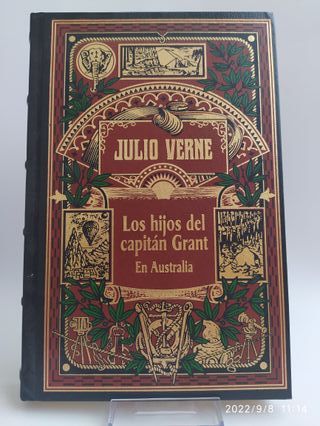 JULIO VERNE
Los hijos del
capitán Grant
En Australia
2022/9/8 11:14